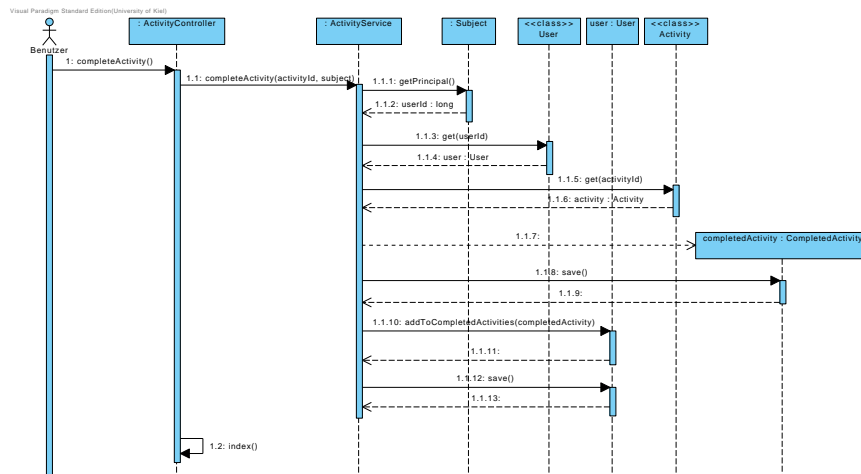 Visual Paradigm Standard Edition(University of Kiel)
Benutzer
: ActivityController
: ActivityService
: Subject
<<class>>
User
user : User
<<class>>
Activity
1: completeActivity()
1.1: completeActivity(activityId, subject)
1.1.1: getPrincipal()
1.1.2: userId : long
1.1.3: get(userId)
1.1.4: user : User
1.1.5: get(activityId)
1.1.6: activity : Activity
1.1.7:
completedActivity : CompletedActivity
1.1.8: save()
1.1.9:
1.1.10: addToCompletedActivities(completedActivity)
1.1.11:
1.1.12: save()
1.1.13:
1.2: index()